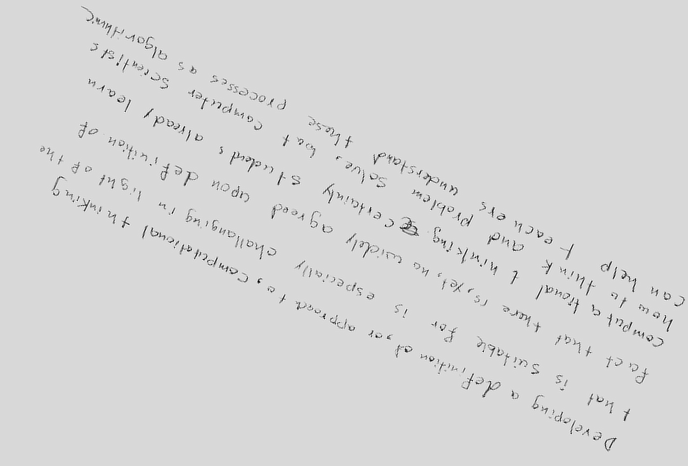 Developing a definition of, or, approach to, computational thinking
that is suitable for is especially challanging in light of the
fact that there is, yet, no widely agreed upon definition of
computational thinking. certainly students already learn
how to think and problem solve, but computer scientists
can help teachers understand these processes as algorithmic